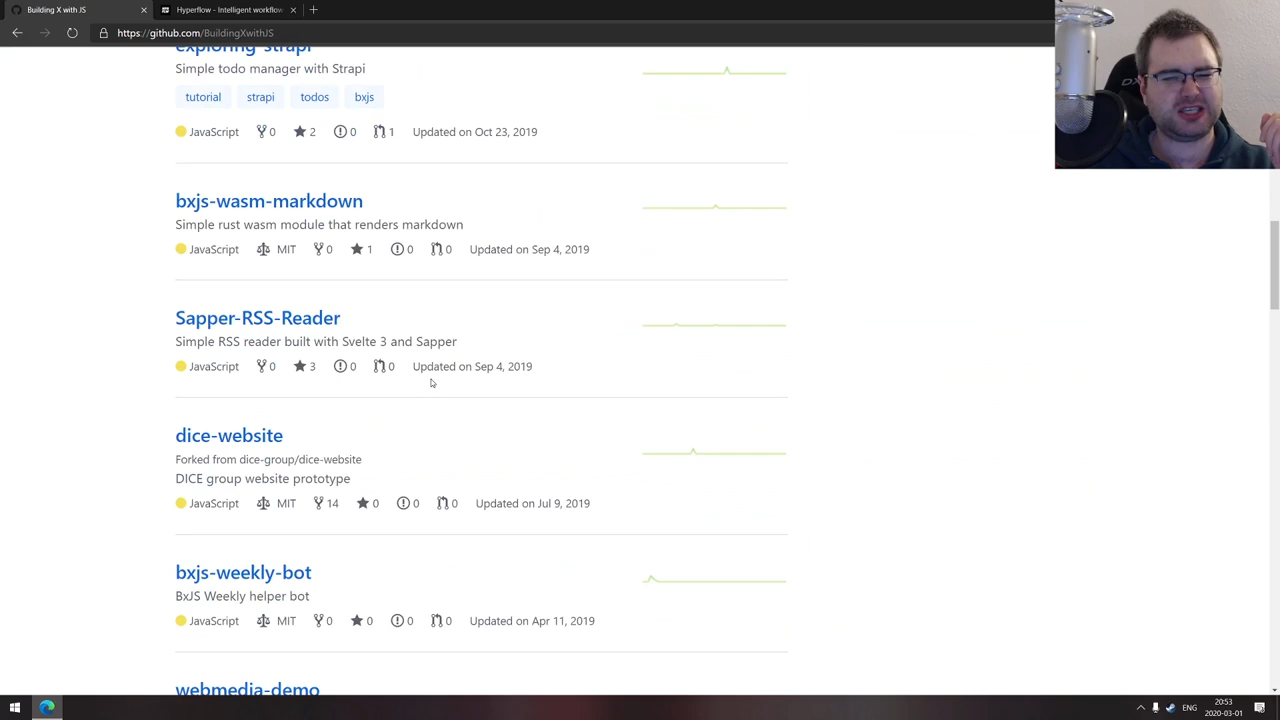 Building X with JS
Hyperflow - Intelligent workflow
https://github.com/BuildingXwithJS
exploring-strapi
Simple todo manager with Strapi
tutorial strapi todos bxjs
JavaScript 0 2 0 1 Updated on Oct 23, 2019
bxjs-wasm-markdown
Simple rust wasm module that renders markdown
JavaScript MIT 0 1 0 0 Updated on Sep 4, 2019
Sapper-RSS-Reader
Simple RSS reader built with Svelte 3 and Sapper
JavaScript 0 3 0 0 Updated on Sep 4, 2019
dice-website
Forked from dice-group/dice-website
DICE group website prototype
JavaScript MIT 14 0 0 0 Updated on Jul 9, 2019
bxjs-weekly-bot
BxJS Weekly helper bot
JavaScript MIT 0 0 0 0 Updated on Apr 11, 2019
webmedia-demo
ENG
20:53
2020-03-01